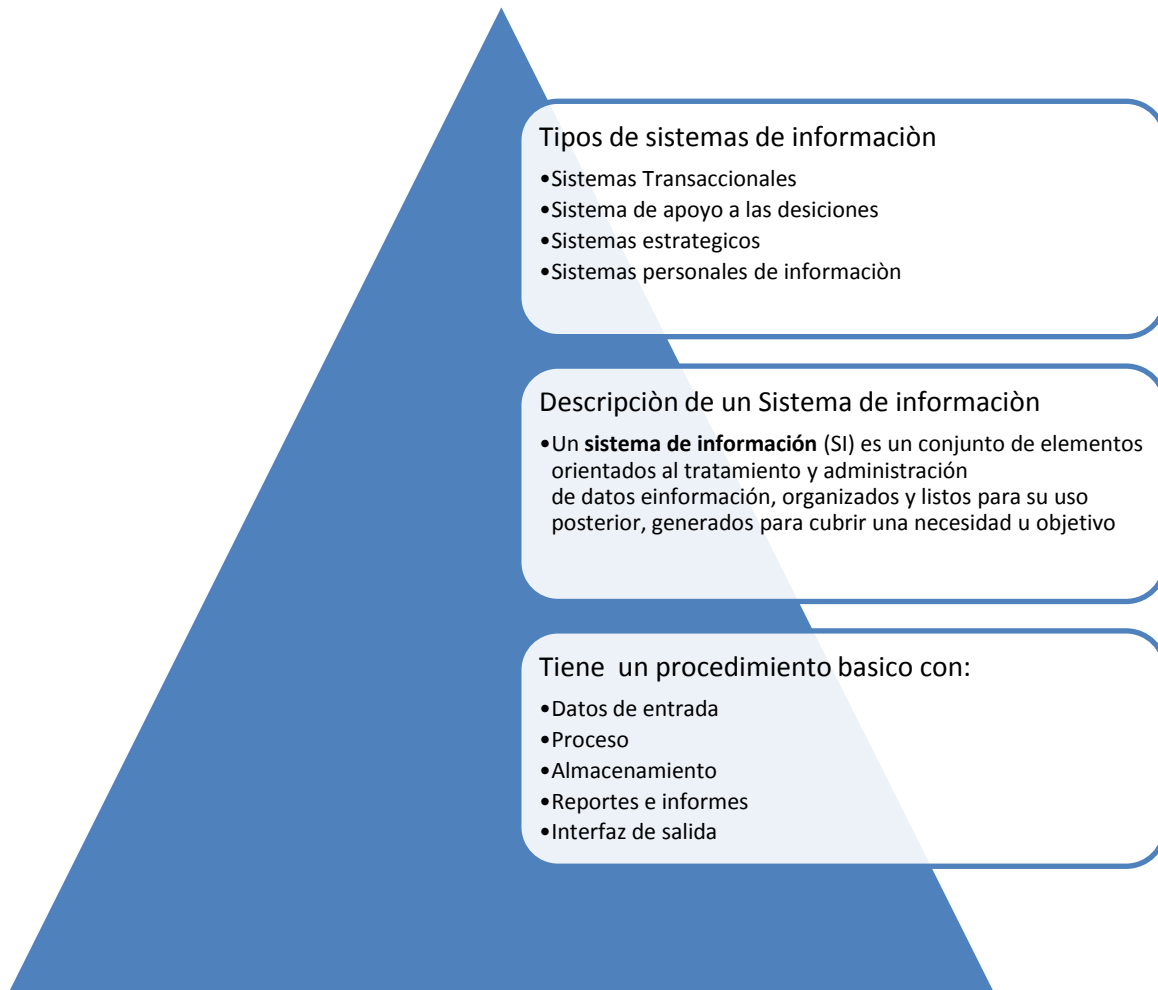 Tipos de sistemas de informaciòn
•Sistemas Transaccionales
•Sistema de apoyo a las desiciones
•Sistemas estrategicos
•Sistemas personales de informaciòn
Descripciòn de un Sistema de informaciòn
•Un sistema de información (SI) es un conjunto de elementos
orientados al tratamiento y administración
de datos einformación, organizados y listos para su uso
posterior, generados para cubrir una necesidad u objetivo
Tiene  un procedimiento basico con:
•Datos de entrada
•Proceso
•Almacenamiento
•Reportes e informes
•Interfaz de salida